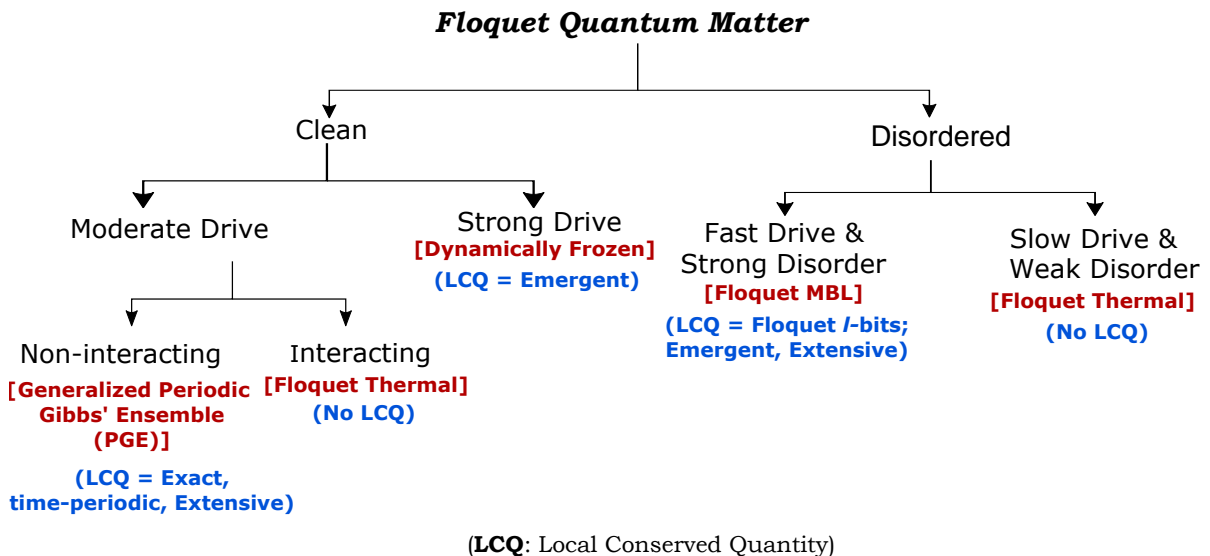 Floquet Quantum Matter
Clean
Disordered
Moderate Drive
Strong Drive
[Dynamically Frozen]
(LCQ = Emergent)
Fast Drive &
Strong Disorder
[Floquet MBL]
(LCQ = Floquet l-bits;
Emergent, Extensive)
Slow Drive &
Weak Disorder
[Floquet Thermal]
(No LCQ)
Non-interacting
[Generalized Periodic
Gibbs' Ensemble
(PGE)]
(LCQ = Exact,
time-periodic, Extensive)
Interacting
[Floquet Thermal]
(No LCQ)
(LCQ: Local Conserved Quantity)